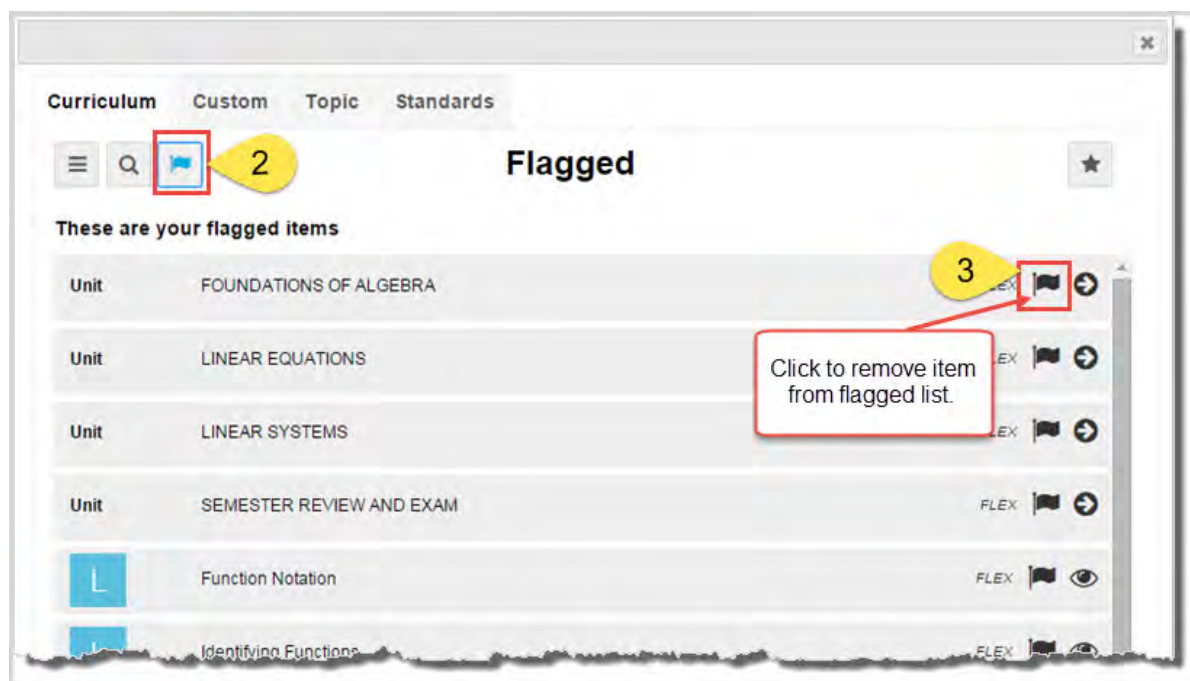 Curriculum Custom Topic Standards
2 Flagged
These are your flagged items
Unit FOUNDATIONS OF ALGEBRA 3
Unit LINEAR EQUATIONS
Click to remove item
from flagged list.
Unit LINEAR SYSTEMS
Unit SEMESTER REVIEW AND EXAM FLEX
L Function Notation FLEX
Identifying Functions FLEX